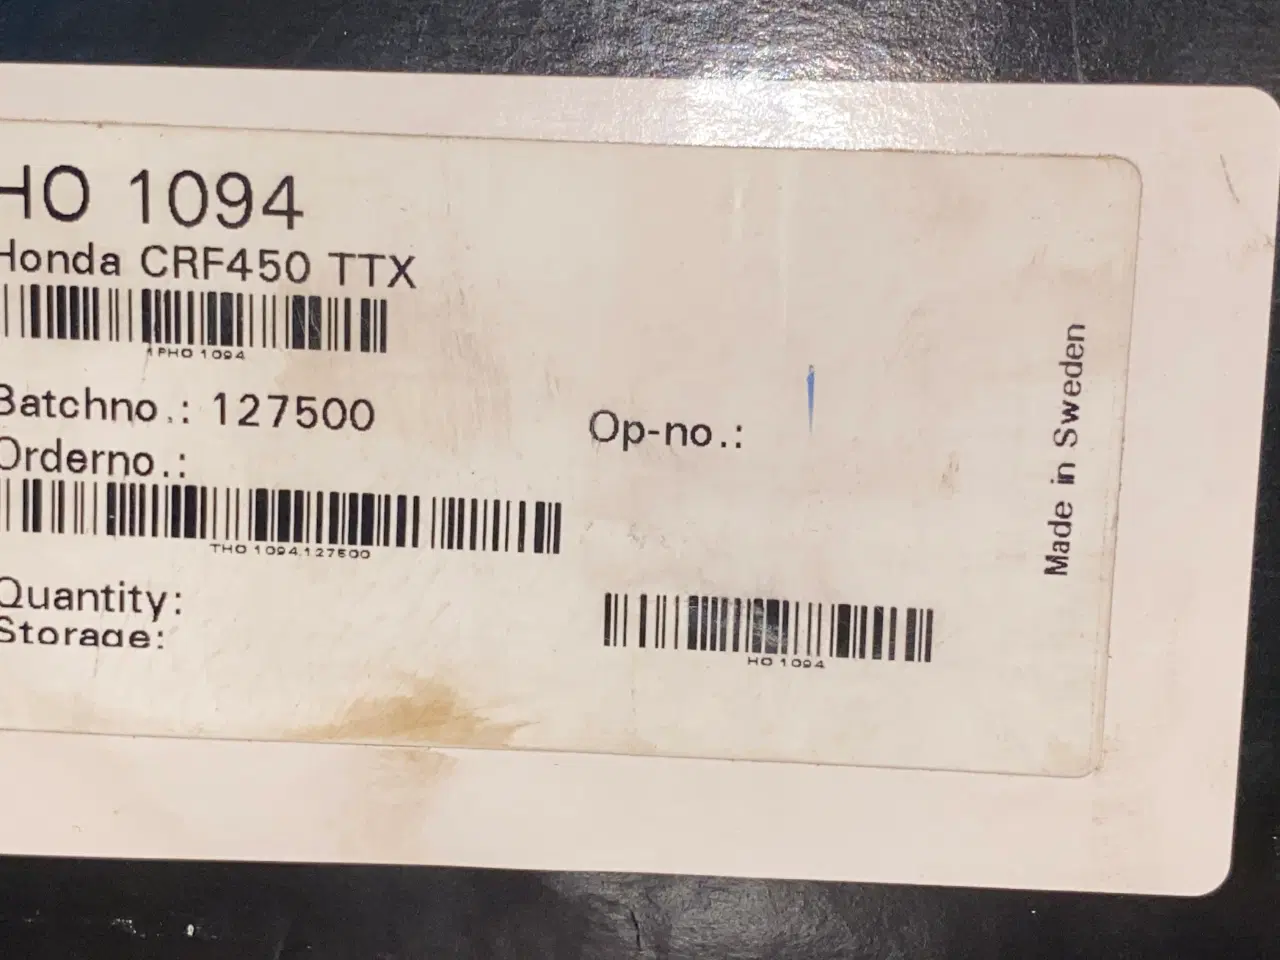 HO 1094
Honda CRF450 TTX
1PHO 1094
Batchno.: 127500
Op-no.:
Orderno.:
THO 1094.127500
Quantity:
Storage:
HO 1094
Made in Sweden